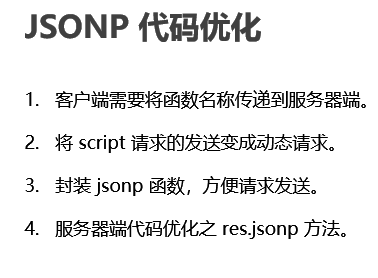 JSONP 代码优化
1. 客户端需要将函数名称传递到服务器端。
2. 将 script 请求的发送变成动态请求。
3. 封装 jsonp 函数，方便请求发送。
4. 服务器端代码优化之 res.jsonp 方法。